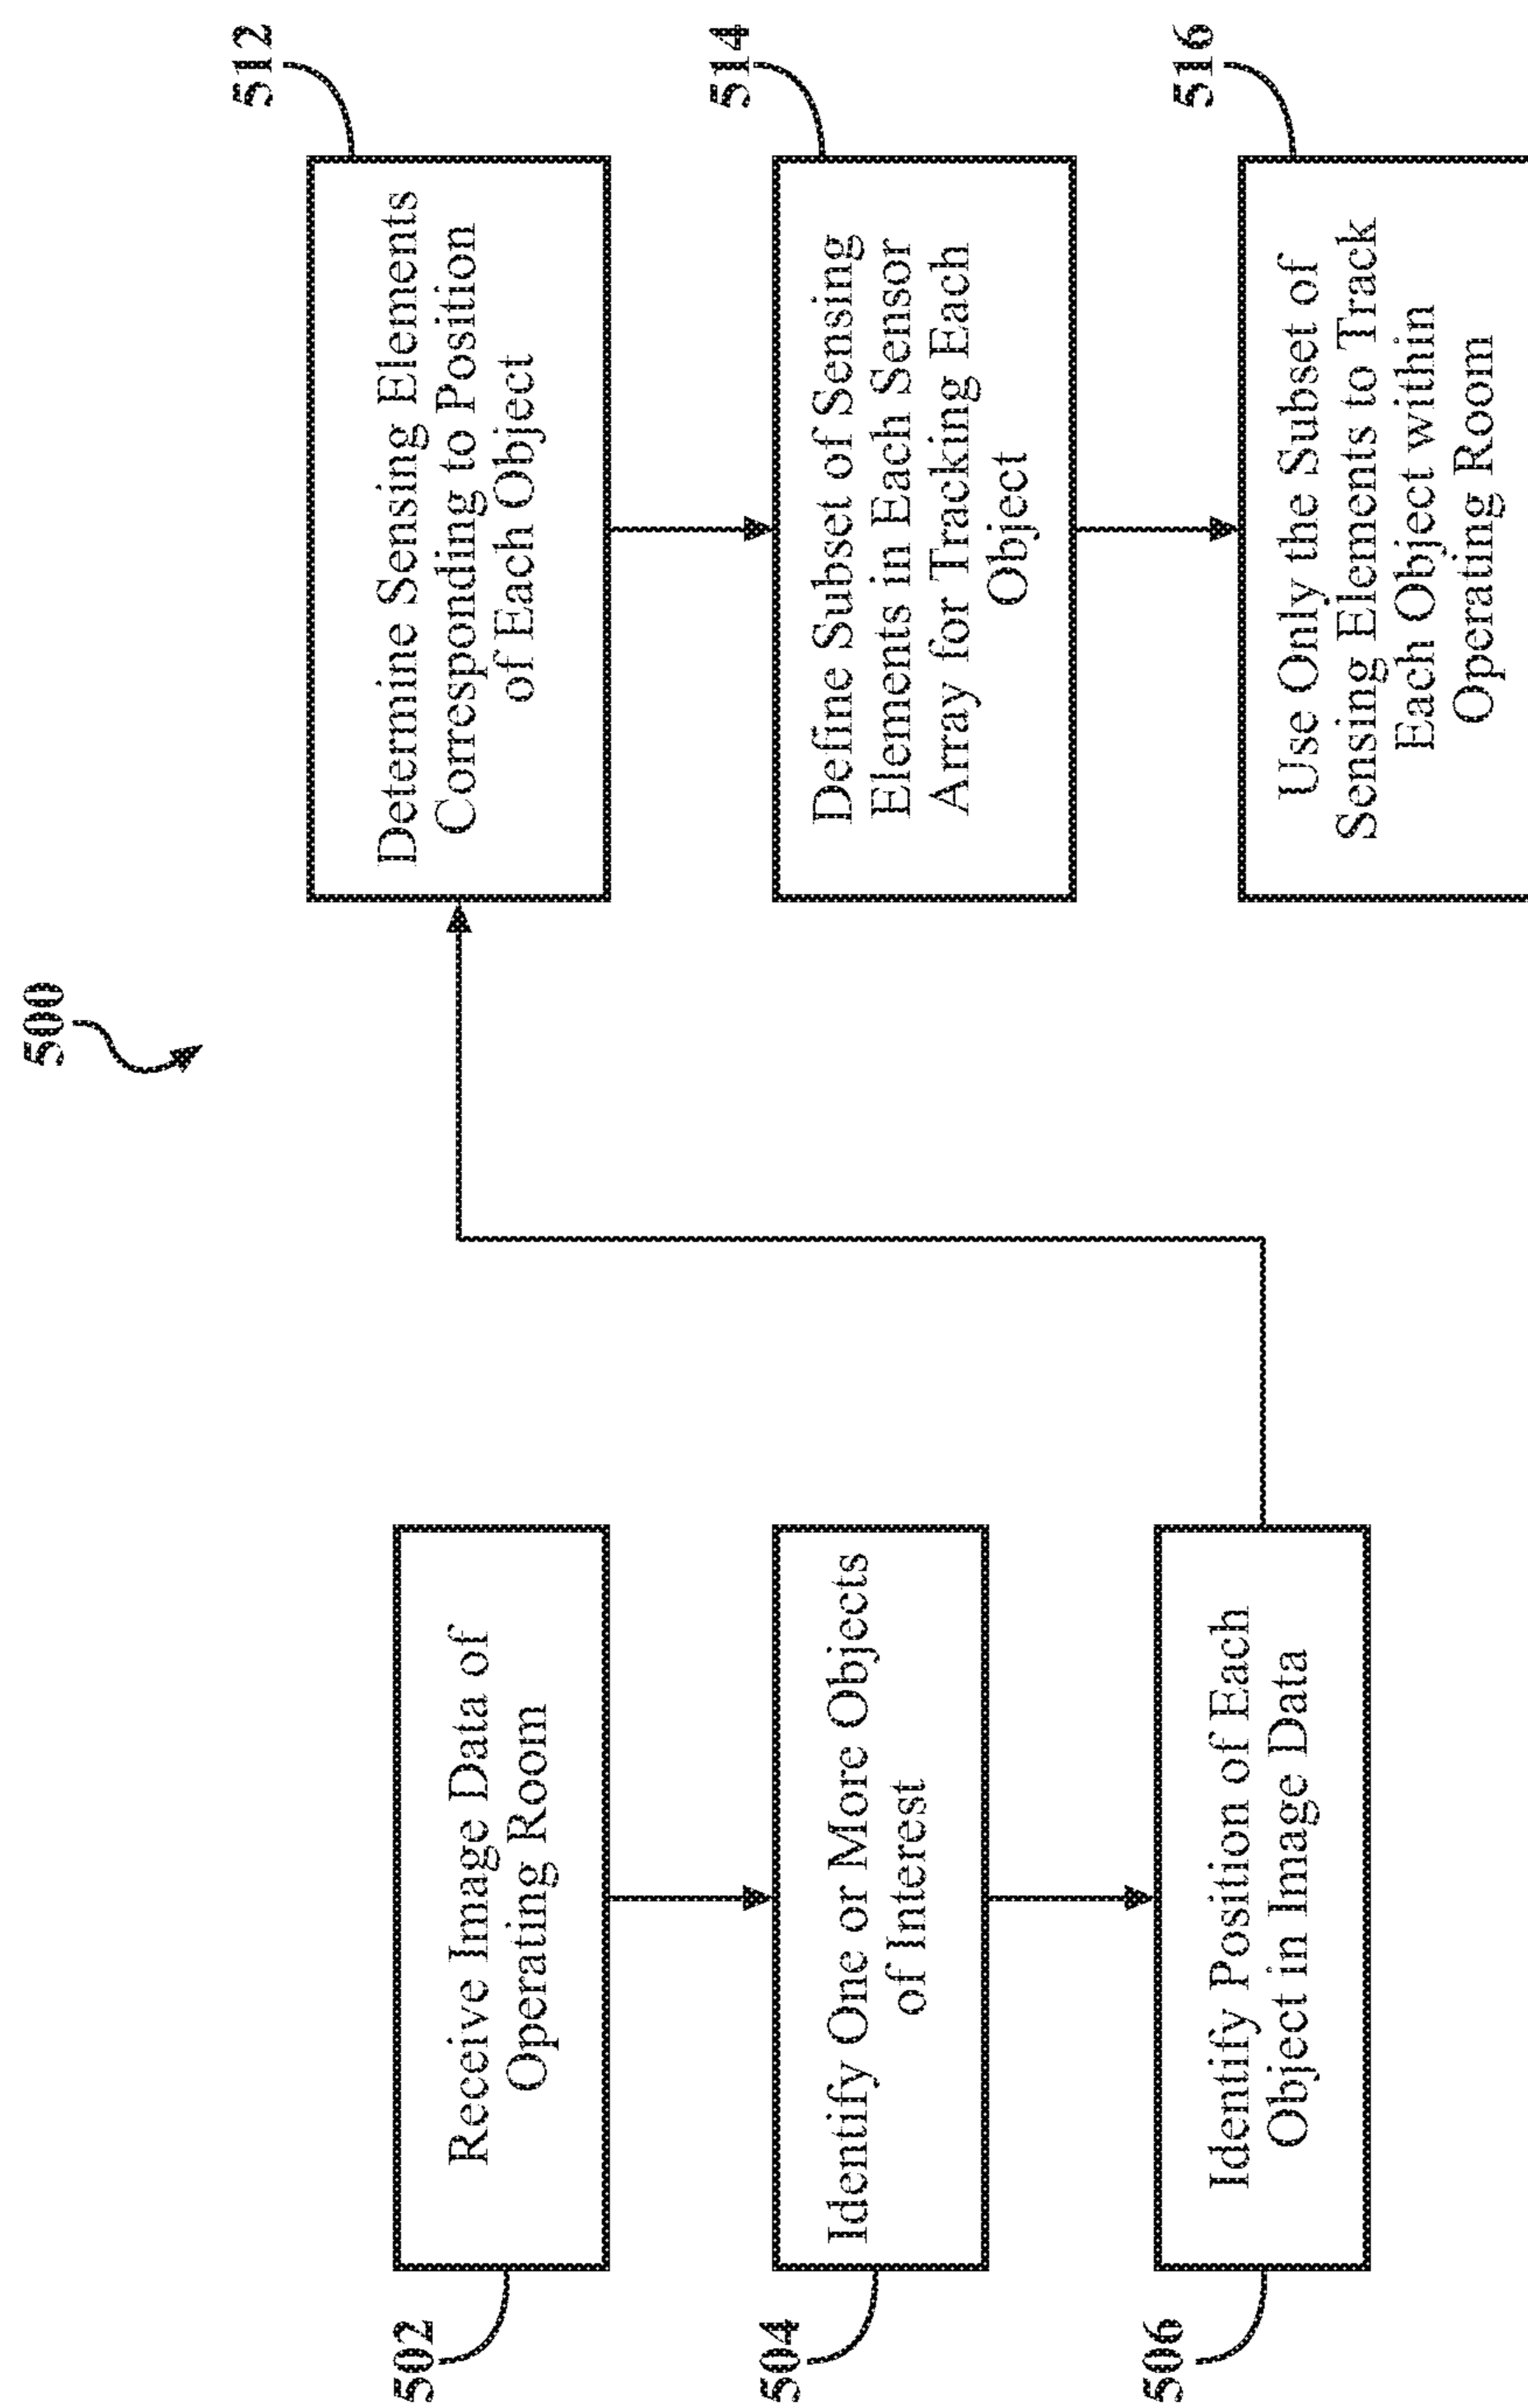 500
502
Receive Image Data of
Operating Room
504
Identify One or More Objects
of Interest
506
Identify Position of Each
Object in Image Data
512
Determine Sensing Elements
Corresponding to Position
of Each Object
514
Define Subset of Sensing
Elements in Each Sensor
Array for Tracking Each
Object
516
Use Only the Subset of
Sensing Elements to Track
Each Object within
Operating Room